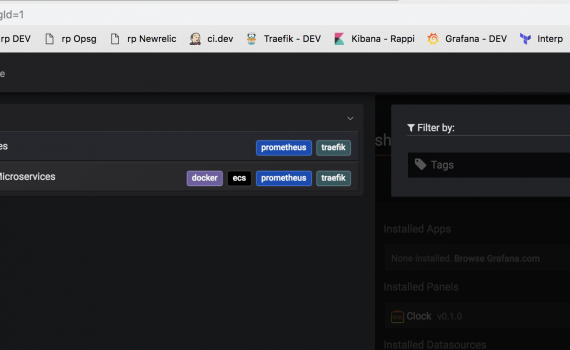 gId=1
rp DEV rp Opsg rp Newrelic ci.dev Traefik - DEV Kibana - Rappi Grafana - DEV Interp
e
Filter by:
sh
es prometheus traefik
Tags
Microservices docker ecs prometheus traefik
Installed Apps
None installed. Browse Grafana.com
Installed Panels
Clock v0.1.0
Installed Datasources